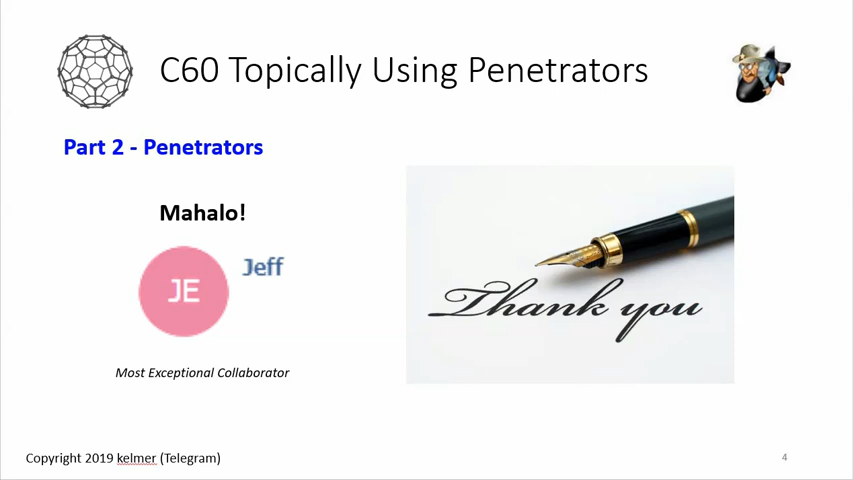 C60 Topically Using Penetrators
Part 2 - Penetrators
Mahalo!
JE
Jeff
Thank you
Most Exceptional Collaborator
Copyright 2019 kelmer (Telegram)
4